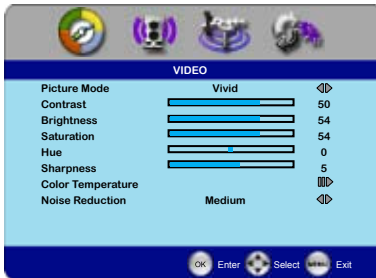 VIDEO
Picture Mode Vivid
Contrast 50
Brightness 54
Saturation 54
Hue 0
Sharpness 5
Color Temperature
Noise Reduction Medium
OK Enter Select MENU Exit